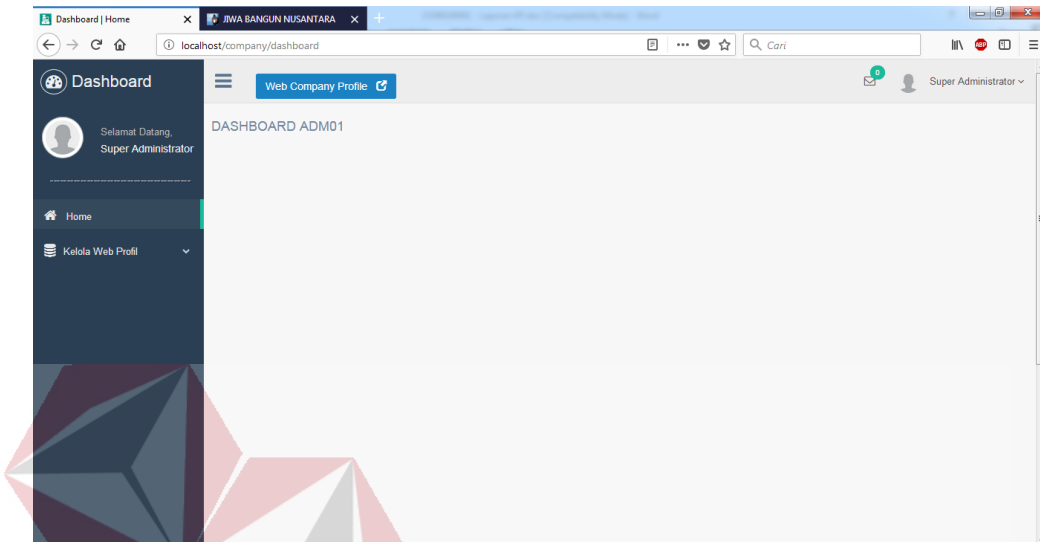 Dashboard | Home
JIWA BANGUN NUSANTARA
localhost/company/dashboard
Cari
ABP
Dashboard
Web Company Profile
0
Super Administrator
Selamat Datang,
Super Administrator
DASHBOARD ADM01
Home
Kelola Web Profil